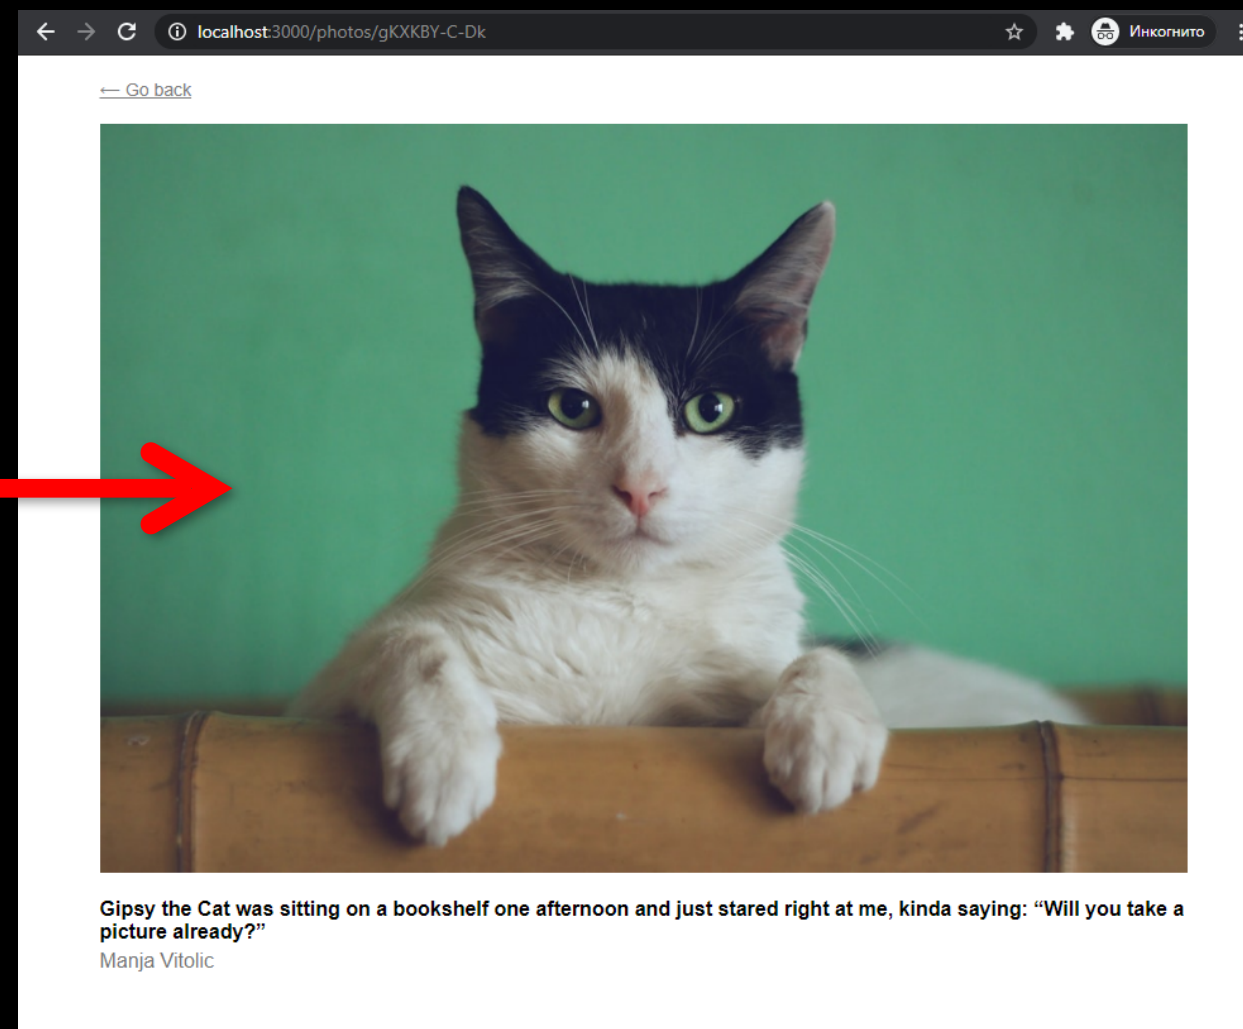 localhost:3000/photos/gKXKBY-C-Dk
Инкогнито
← Go back
Gipsy the Cat was sitting on a bookshelf one afternoon and just stared right at me, kinda saying: “Will you take a
picture already?”
Manja Vitolic